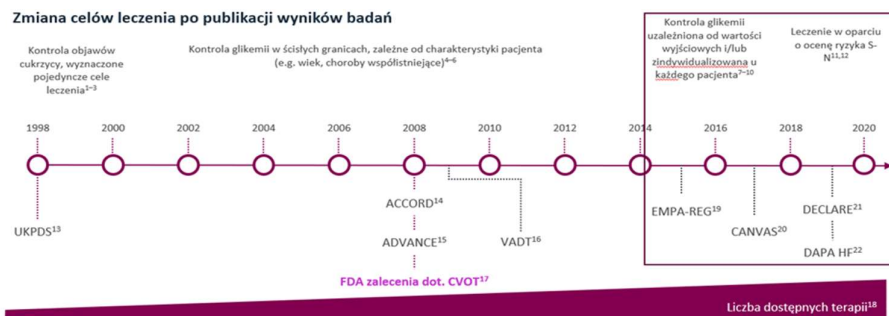 Zmiana celów leczenia po publikacji wyników badań
Kontrola objawów
cukrzycy, wyznaczone
pojedyncze cele
leczenia¹⁻³
Kontrola glikemii w ścisłych granicach, zależne od charakterystyki pacjenta
(e.g. wiek, choroby współistniejące)⁴⁻⁶
Kontrola glikemii
uzależniona od wartości
wyjściowych i/lub
zindywidualizowana u
każdego pacjenta⁷⁻¹⁰
Leczenie w oparciu
o ocenę ryzyka S-
N¹¹,¹²
1998 2000 2002 2004 2006 2008 2010 2012 2014 2016 2018 2020
UKPDS¹³
ACCORD¹⁴
ADVANCE¹⁵
FDA zalecenia dot. CVOT¹⁷
VADT¹⁶
EMPA-REG¹⁹
CANVAS²⁰
DECLARE²¹
DAPA HF²²
Liczba dostępnych terapii¹⁸